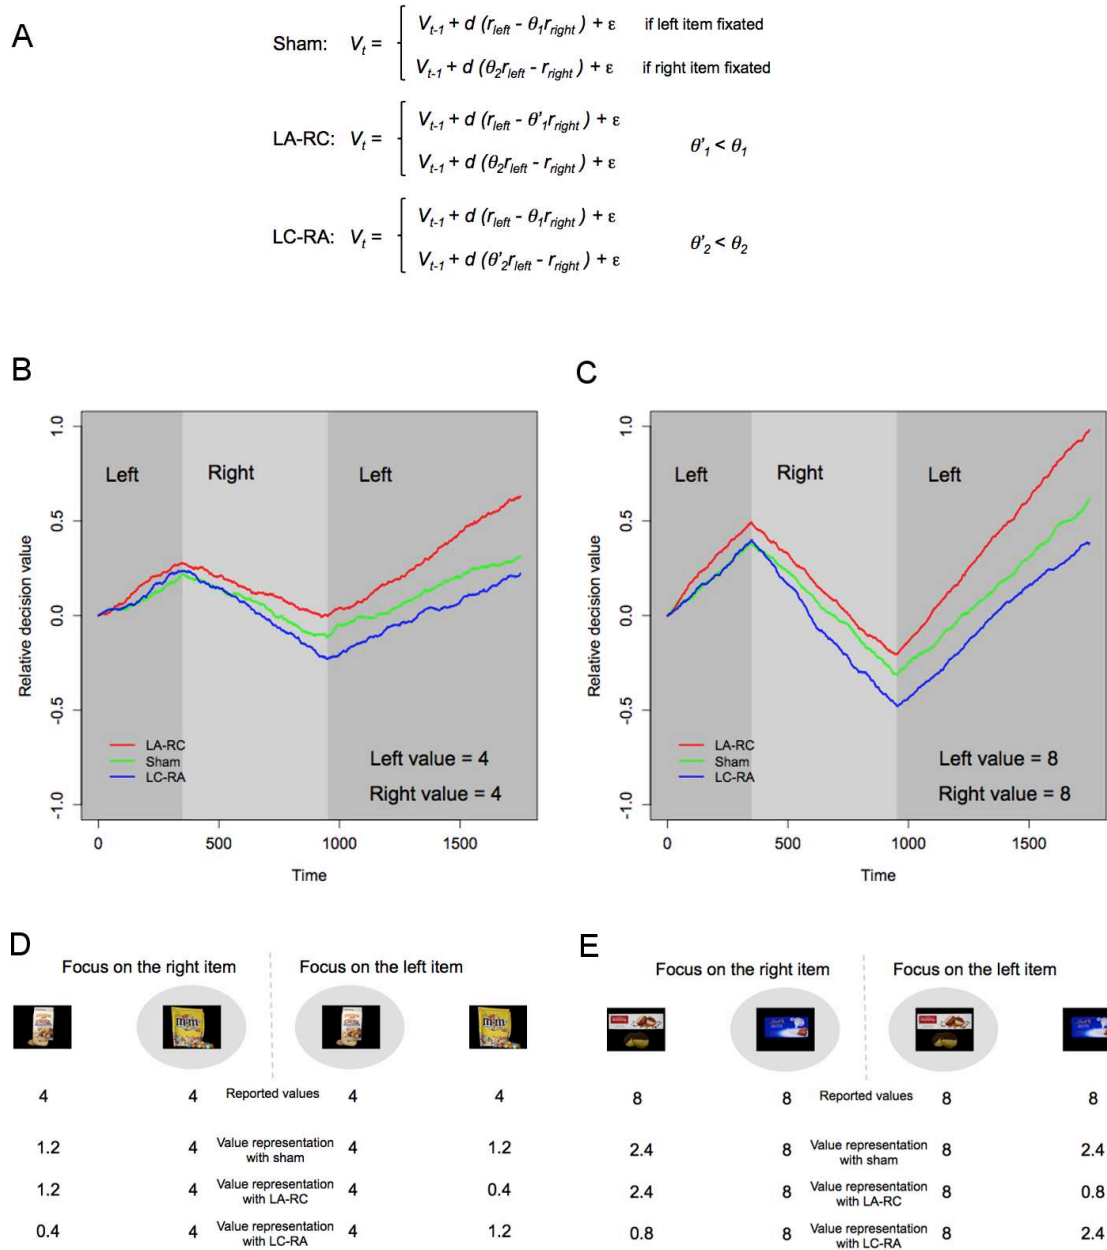 A
Sham: Vt = Vt-1 + d (rleft - θ1rright) + ε if left item fixated
Vt-1 + d (θ2rleft - rright) + ε if right item fixated
LA-RC: Vt = Vt-1 + d (rleft - θ'1rright) + ε
Vt-1 + d (θ2rleft - rright) + ε
θ'1 < θ1
LC-RA: Vt = Vt-1 + d (rleft - θ1rright) + ε
Vt-1 + d (θ'2rleft - rright) + ε
θ'2 < θ2
B
Relative decision value
1.0
0.5
0.0
-0.5
-1.0
Left
Right
Left
LA-RC
Sham
LC-RA
Left value = 4
Right value = 4
0 500 1000 1500
Time
C
Relative decision value
1.0
0.5
0.0
-0.5
-1.0
Left
Right
Left
LA-RC
Sham
LC-RA
Left value = 8
Right value = 8
0 500 1000 1500
Time
D
Focus on the right item Focus on the left item
m&m's m&m's
4 4 Reported values 4 4
1.2 4 Value representation
with sham 4 1.2
1.2 4 Value representation
with LA-RC 4 0.4
0.4 4 Value representation
with LC-RA 4 1.2
E
Focus on the right item Focus on the left item
8 8 Reported values 8 8
2.4 8 Value representation
with sham 8 2.4
2.4 8 Value representation
with LA-RC 8 0.8
0.8 8 Value representation
with LC-RA 8 2.4